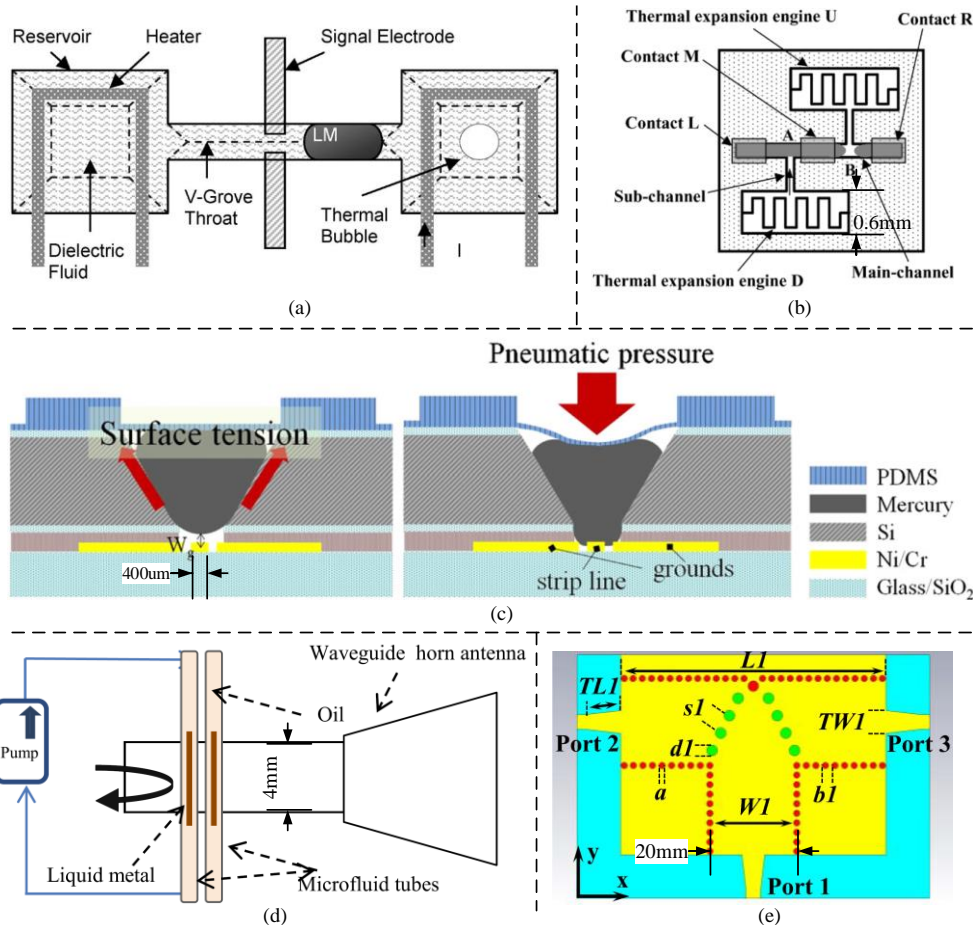 Reservoir
Heater
Signal Electrode
LM
V-Grove
Throat
Thermal
Bubble
Dielectric
Fluid
I
(a)
Thermal expansion engine U
Contact R
Contact M
Contact L
A
B
Sub-channel
0.6mm
Main-channel
Thermal expansion engine D
(b)
Pneumatic pressure
Surface tension
Wg
400um
strip line
grounds
PDMS
Mercury
Si
Ni/Cr
Glass/SiO2
(c)
Waveguide horn antenna
Oil
Pump
4mm
Liquid metal
Microfluid tubes
(d)
L1
TL1
s1
TW1
Port 2
d1
Port 3
a
W1
b1
20mm
y
x
Port 1
(e)